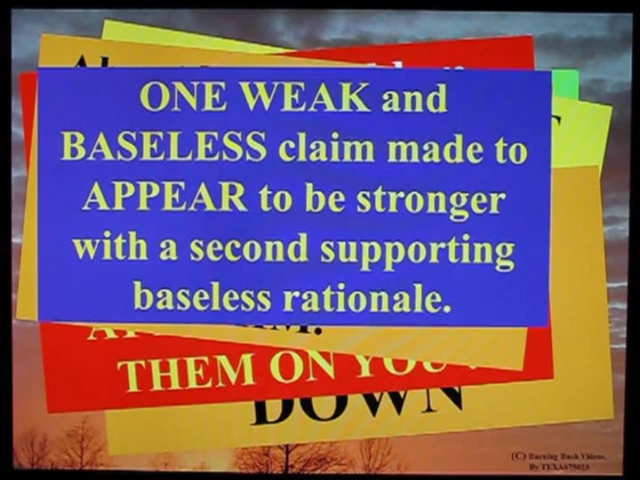 ONE WEAK and
BASELESS claim made to
APPEAR to be stronger
with a second supporting
baseless rationale.
THEM ON YOU
DOWN
(C) Burning Bush Videos.
By TEXAS75023